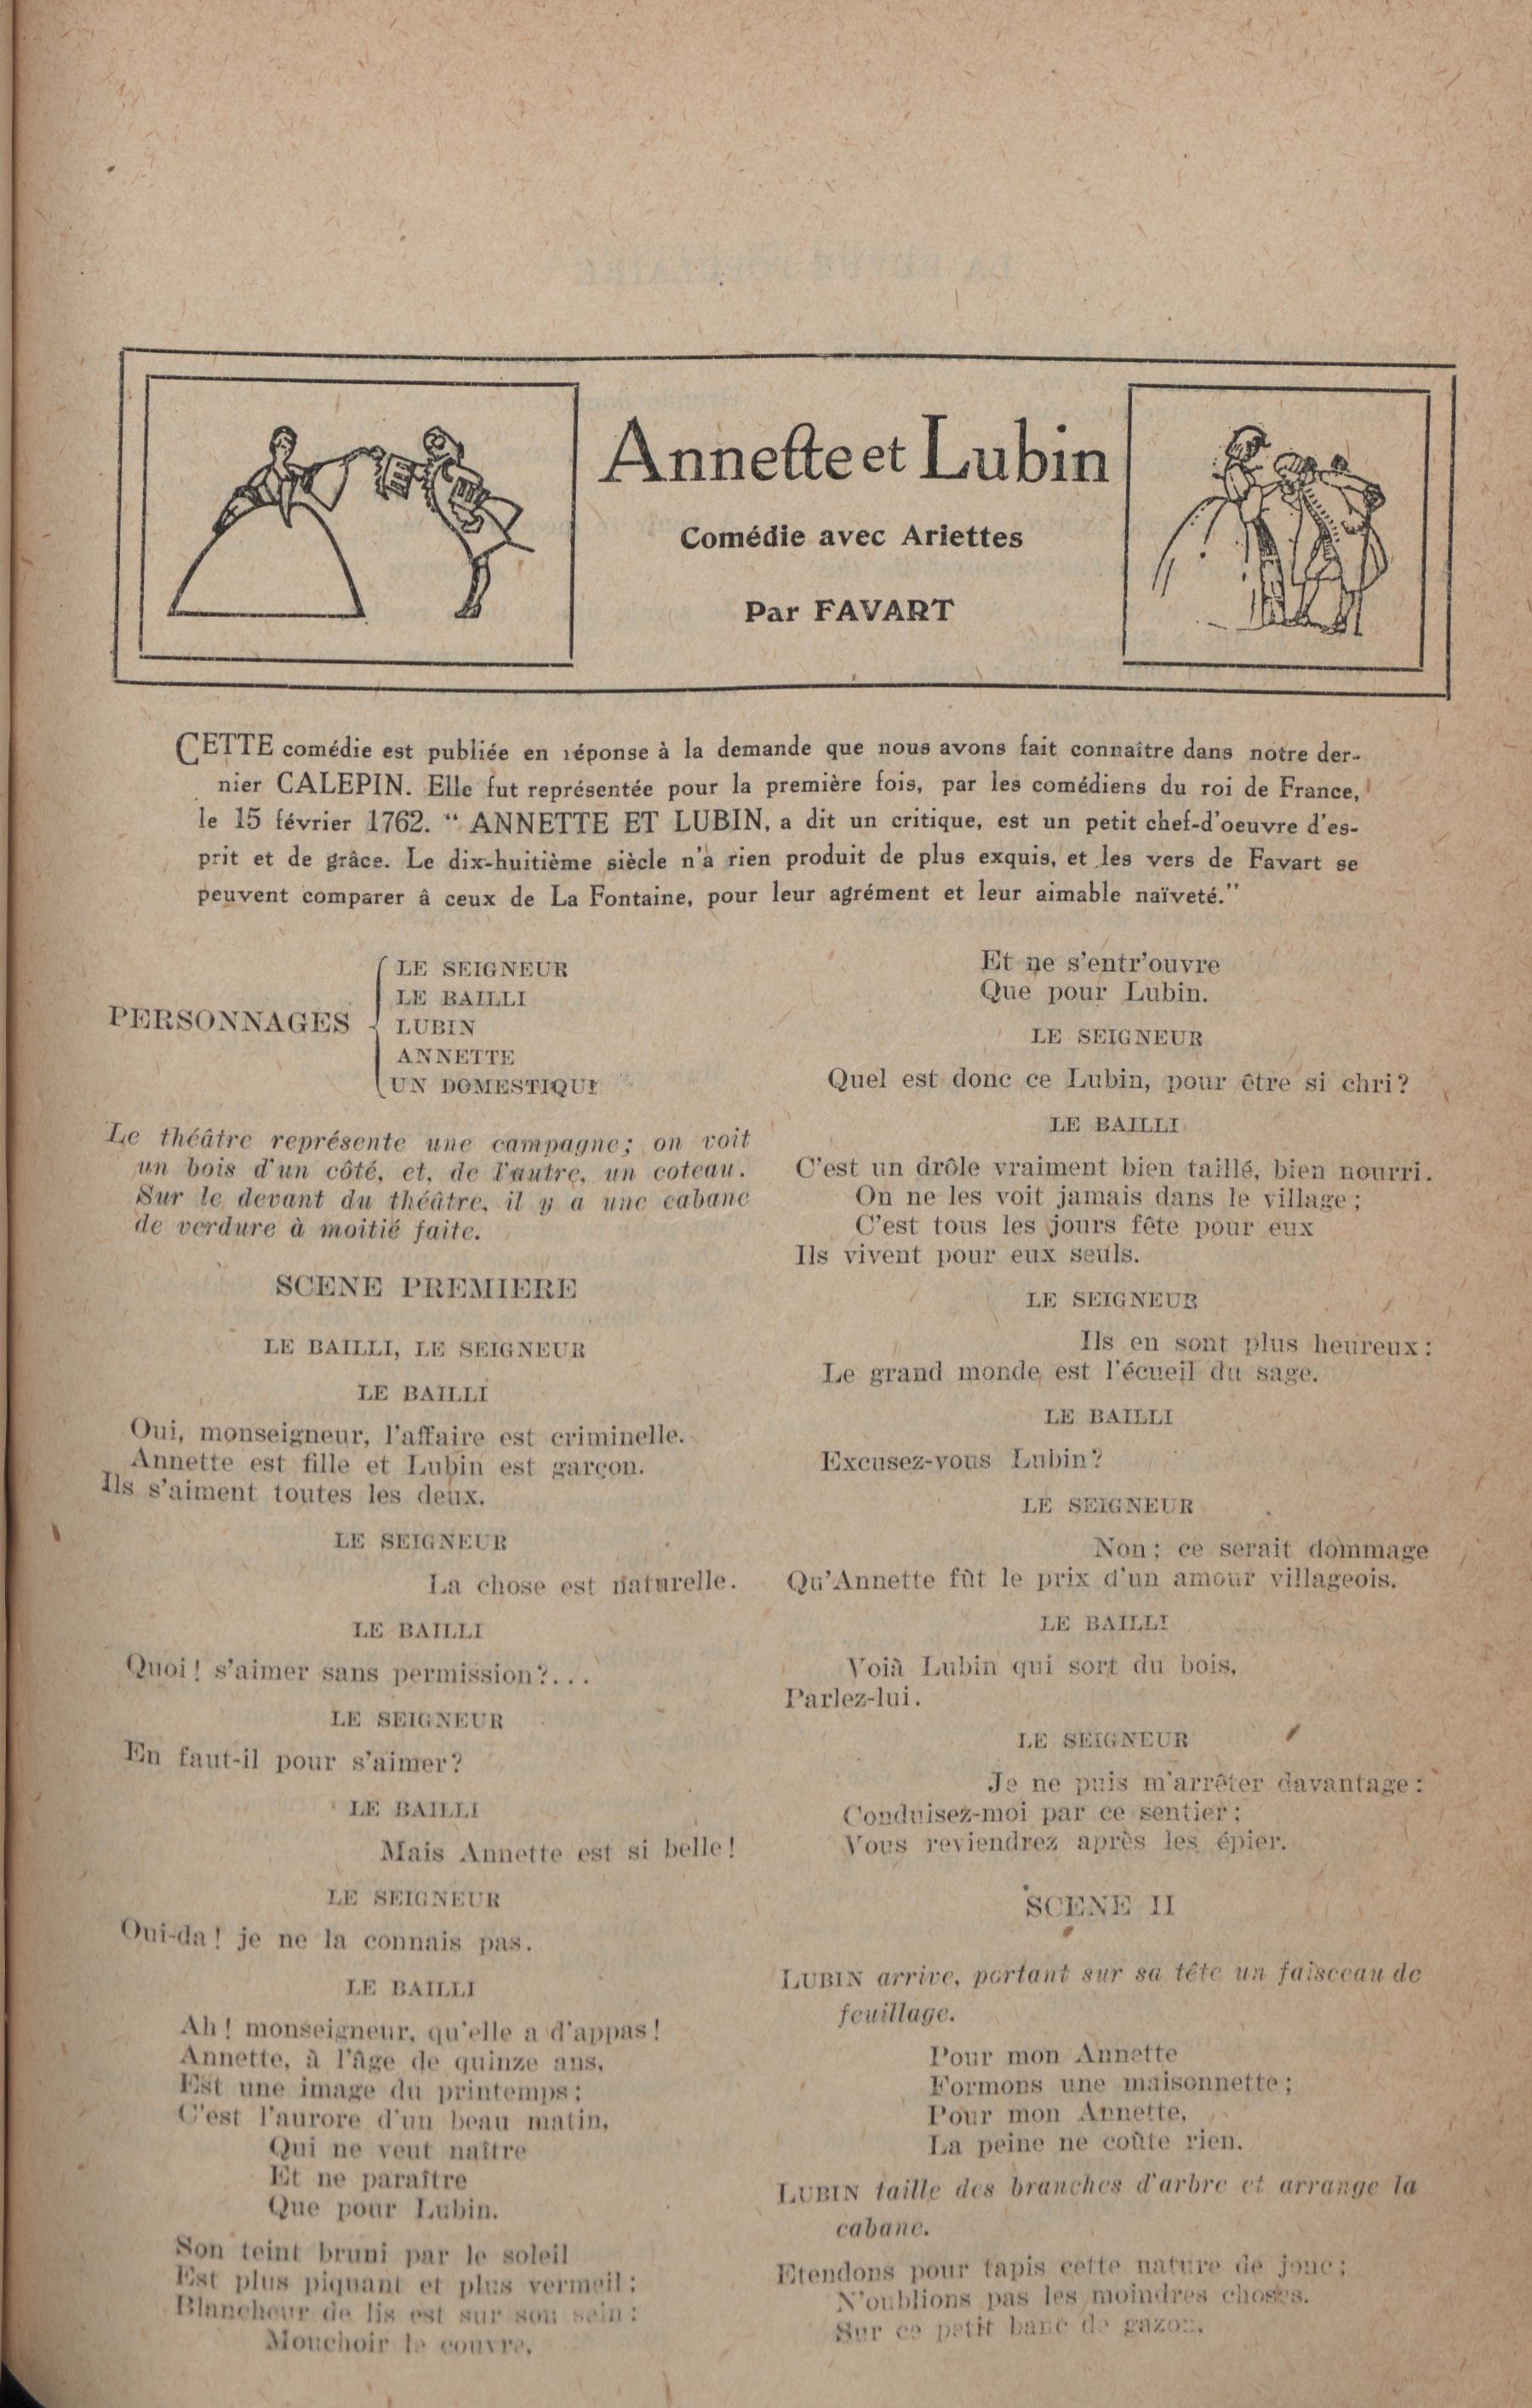 Annette et Lubin
Comédie avec Ariettes
Par FAVART
CETTE comédie est publiée en réponse à la demande que nous avons fait connaître dans notre der-
nier CALEPIN. Elle fut représentée pour la première fois, par les comédiens du roi de France,
le 15 février 1762. " ANNETTE ET LUBIN, a dit un critique, est un petit chef-d'oeuvre d'es-
prit et de grâce. Le dix-huitième siècle n'a rien produit de plus exquis, et les vers de Favart se
peuvent comparer â ceux de La Fontaine, pour leur agrément et leur aimable naïveté."
PERSONNAGES
LE SEIGNEUR
LE BAILLI
LUBIN
ANNETTE
UN DOMESTIQUE
Le théâtre représente une campagne; on voit
un bois d'un côté, et, de l'autre, un coteau.
Sur le devant du théâtre, il y a une cabane
de verdure à moitié faite.
SCENE PREMIERE
LE BAILLI, LE SEIGNEUR
LE BAILLI
Oui, monseigneur, l'affaire est criminelle.
Annette est fille et Lubin est garçon.
Ils s'aiment toutes les deux.
LE SEIGNEUR
La chose est naturelle.
LE BAILLI
Quoi! s'aimer sans permission?...
LE SEIGNEUR
En faut-il pour s'aimer?
LE BAILLI
Mais Annette est si belle!
LE SEIGNEUR
Oui-da! je ne la connais pas.
LE BAILLI
Ah! monseigneur, qu'elle a d'appas!
Annette, à l'âge de quinze ans,
Est une image du printemps;
C'est l'aurore d'un beau matin,
Qui ne veut naître
Et ne paraître
Que pour Lubin.
Son teint bruni par le soleil
Est plus piquant et plus vermeil;
Blancheur de lis est sur son sein:
Mouchoir le couvre,
Et ne s'entr'ouvre
Que pour Lubin.
LE SEIGNEUR
Quel est donc ce Lubin, pour être si chri?
LE BAILLI
C'est un drôle vraiment bien taillé, bien nourri.
On ne les voit jamais dans le village;
C'est tous les jours fête pour eux
Ils vivent pour eux seuls.
LE SEIGNEUR
Ils en sont plus heureux:
Le grand monde est l'écueil du sage.
LE BAILLI
Excusez-vous Lubin?
LE SEIGNEUR
Non; ce serait dommage
Qu'Annette fût le prix d'un amour villageois.
LE BAILLI
Voià Lubin qui sort du bois,
Parlez-lui.
LE SEIGNEUR
Je ne puis m'arrêter davantage:
Conduisez-moi par ce sentier;
Vous reviendrez après les épier.
SCENE II
LUBIN arrive, portant sur sa tête un faisceau de
feuillage.
Pour mon Annette
Formons une maisonnette;
Pour mon Annette,
La peine ne coûte rien.
LUBIN taille des branches d'arbre et arrange la
cabane.
Etendons pour tapis cette nature de jonc;
N'oublions pas les moindres choses.
Sur ce petit banc de gazon,